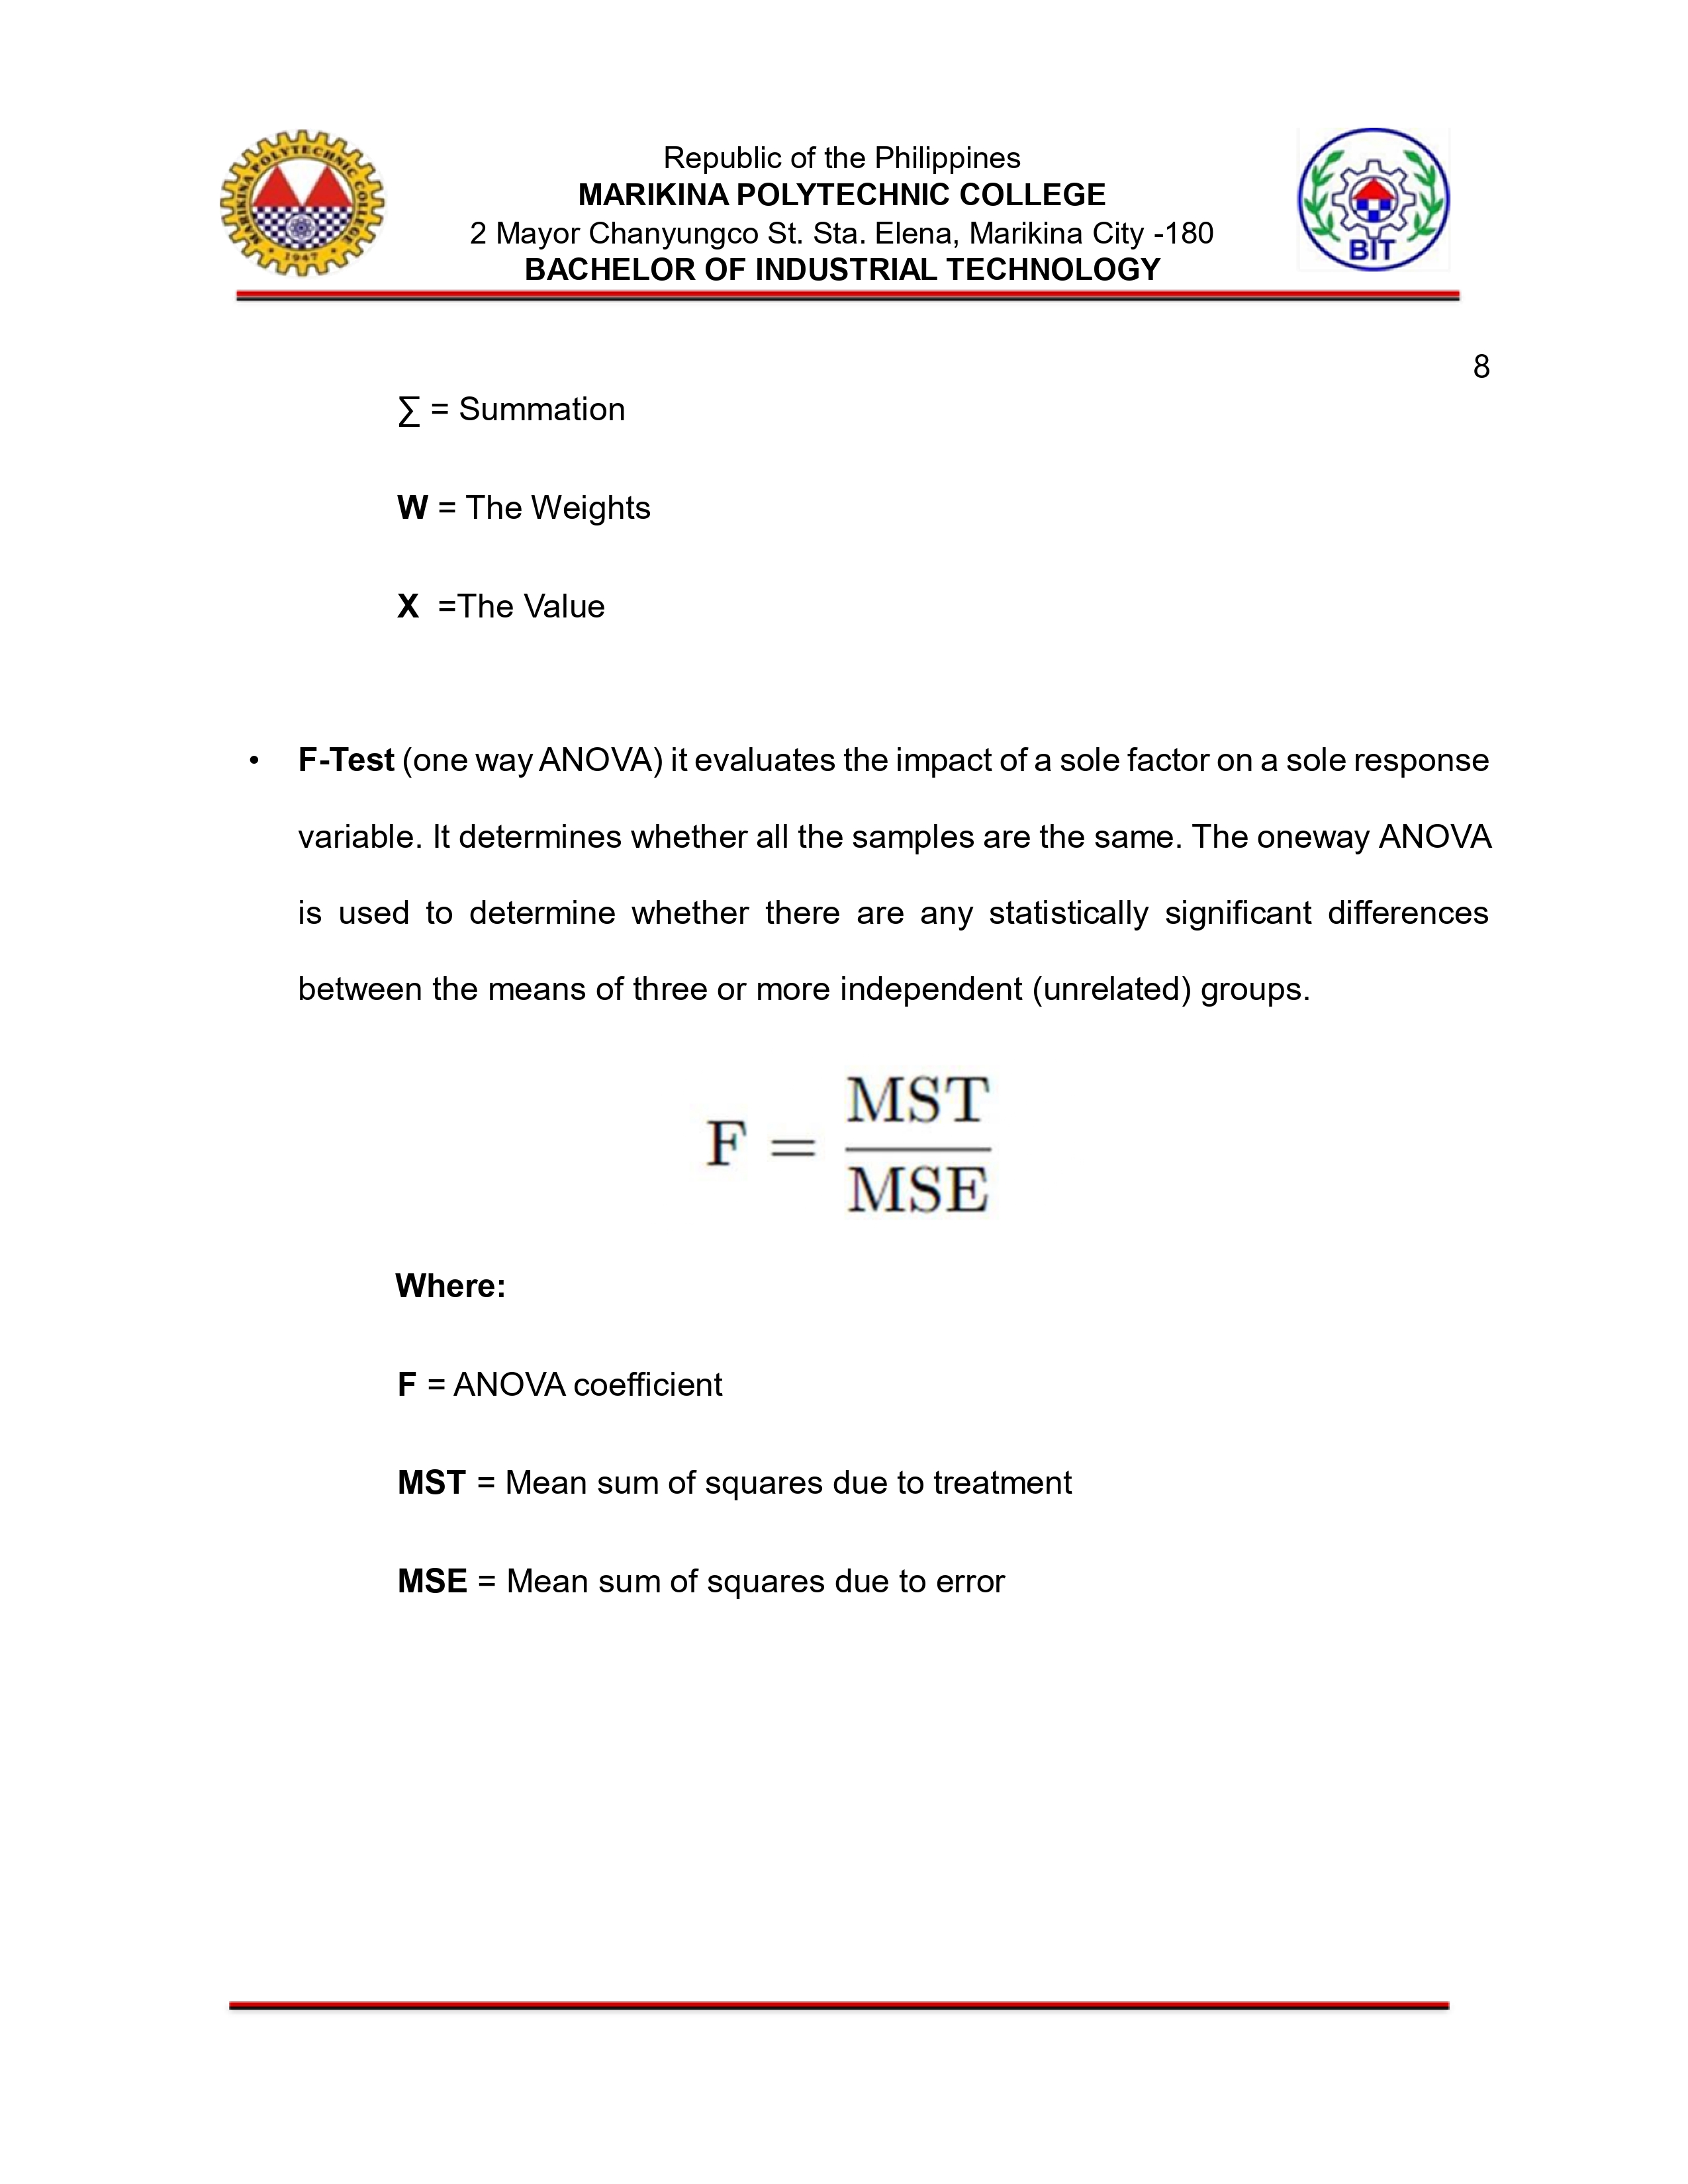 MARIKINA POLYTECHNIC COLLEGE
1947
Republic of the Philippines
MARIKINA POLYTECHNIC COLLEGE
2 Mayor Chanyungco St. Sta. Elena, Marikina City -180
BACHELOR OF INDUSTRIAL TECHNOLOGY
BIT
8
∑ = Summation
W = The Weights
X =The Value
• F-Test (one way ANOVA) it evaluates the impact of a sole factor on a sole response
variable. It determines whether all the samples are the same. The oneway ANOVA
is used to determine whether there are any statistically significant differences
between the means of three or more independent (unrelated) groups.
F = MST
MSE
Where:
F = ANOVA coefficient
MST = Mean sum of squares due to treatment
MSE = Mean sum of squares due to error